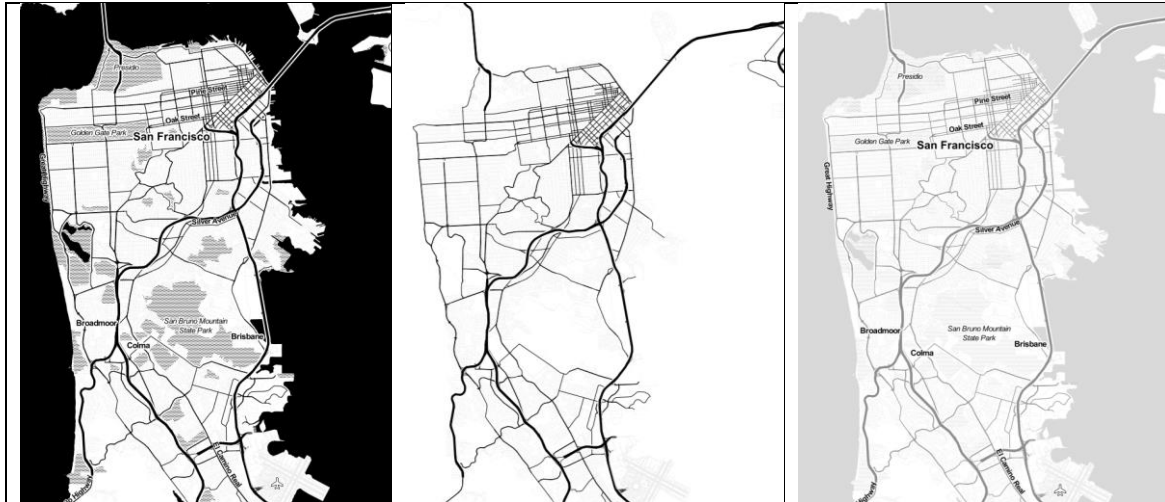 Presidio
Pine Street
Oak Street
Golden Gate Park
San Francisco
Silver Avenue
San Bruno Mountain
State Park
Broadmoor
Brisbane
Colma
El Camino Real
Highway
Presidio
Pine Street
Oak Street
Golden Gate Park
San Francisco
Great Highway
Silver Avenue
San Bruno Mountain
State Park
Broadmoor
Brisbane
Colma
El Camino Real
Highway